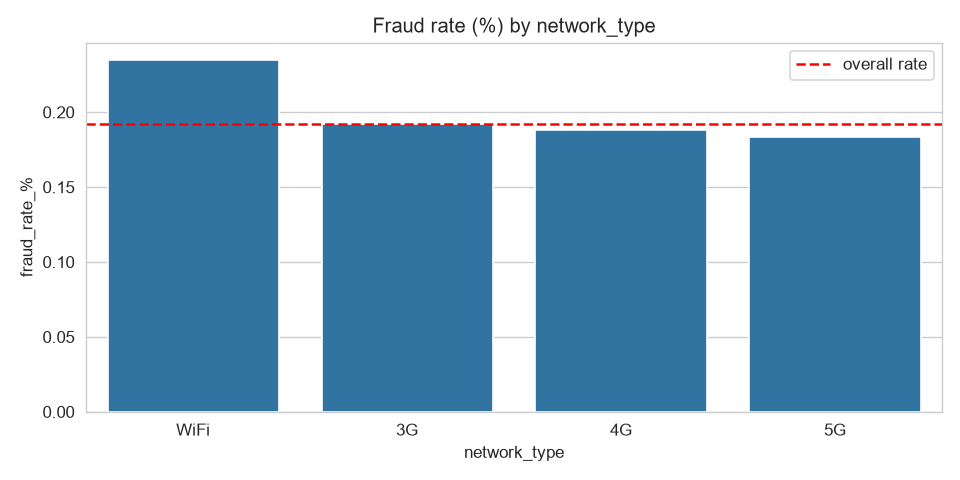 Fraud rate (%) by network_type
overall rate
fraud_rate_%
0.20
0.15
0.10
0.05
0.00
WiFi 3G 4G 5G
network_type